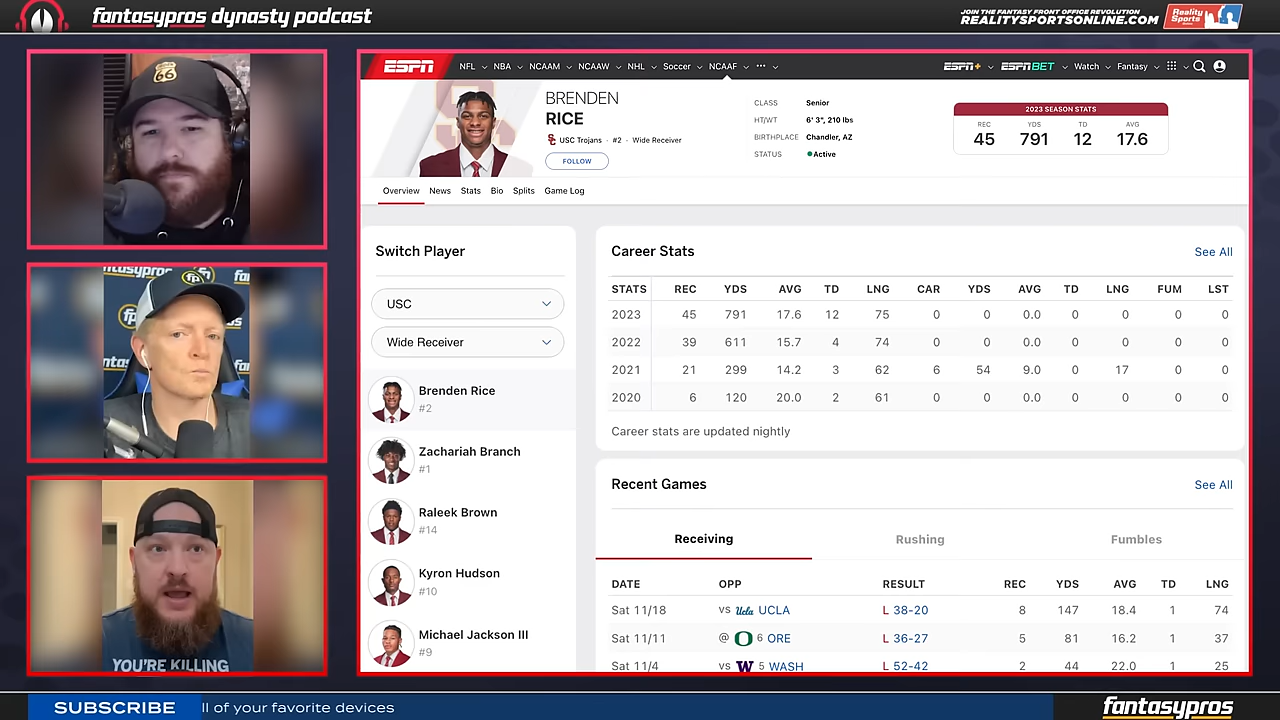 fantasypros dynasty podcast
JOIN THE FANTASY FRONT OFFICE REVOLUTION
REALITYSPORTSONLINE.COM
Reality Sports
ESPN NFL NBA NCAAM NCAAW NHL Soccer NCAAF ESPN+ ESPN BET Watch Fantasy
66
BRENDEN
RICE
USC Trojans · #2 · Wide Receiver
FOLLOW
CLASS Senior
HT/WT 6' 3", 210 lbs
BIRTHPLACE Chandler, AZ
STATUS Active
2023 SEASON STATS
REC YDS TD AVG
45 791 12 17.6
Overview News Stats Bio Splits Game Log
Switch Player
USC
Wide Receiver
Brenden Rice
#2
Zachariah Branch
#1
Raleek Brown
#14
Kyron Hudson
#10
Michael Jackson III
#9
Career Stats See All
STATS REC YDS AVG TD LNG CAR YDS AVG TD LNG FUM LST
2023 45 791 17.6 12 75 0 0 0.0 0 0 0 0
2022 39 611 15.7 4 74 0 0 0.0 0 0 0 0
2021 21 299 14.2 3 62 6 54 9.0 0 17 0 0
2020 6 120 20.0 2 61 0 0 0.0 0 0 0 0
Career stats are updated nightly
Recent Games See All
Receiving Rushing Fumbles
DATE OPP RESULT REC YDS AVG TD LNG
Sat 11/18 vs Ucla UCLA L 38-20 8 147 18.4 1 74
Sat 11/11 @ 6 ORE L 36-27 5 81 16.2 1 37
Sat 11/4 vs W 5 WASH L 52-42 2 44 22.0 1 25
fp
YOU'RE KILLING
SUBSCRIBE ll of your favorite devices
fantasypros